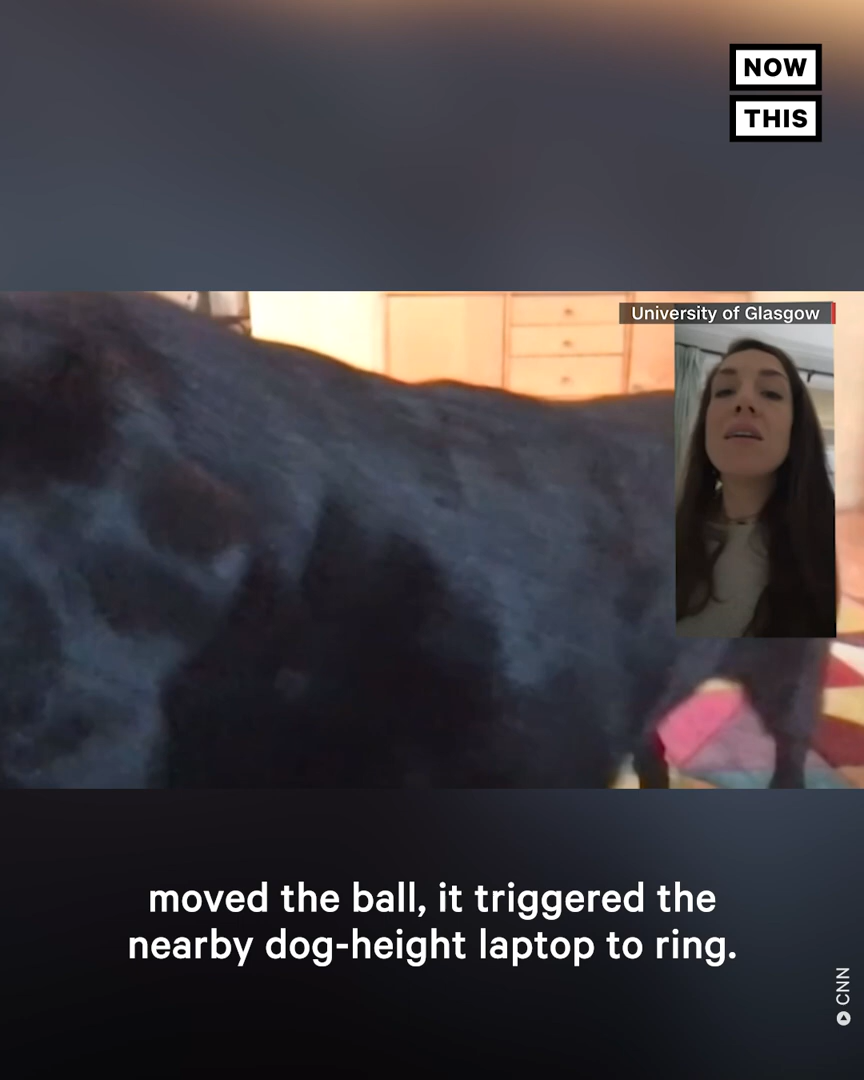 NOW
THIS
University of Glasgow
moved the ball, it triggered the
nearby dog-height laptop to ring.
CNN